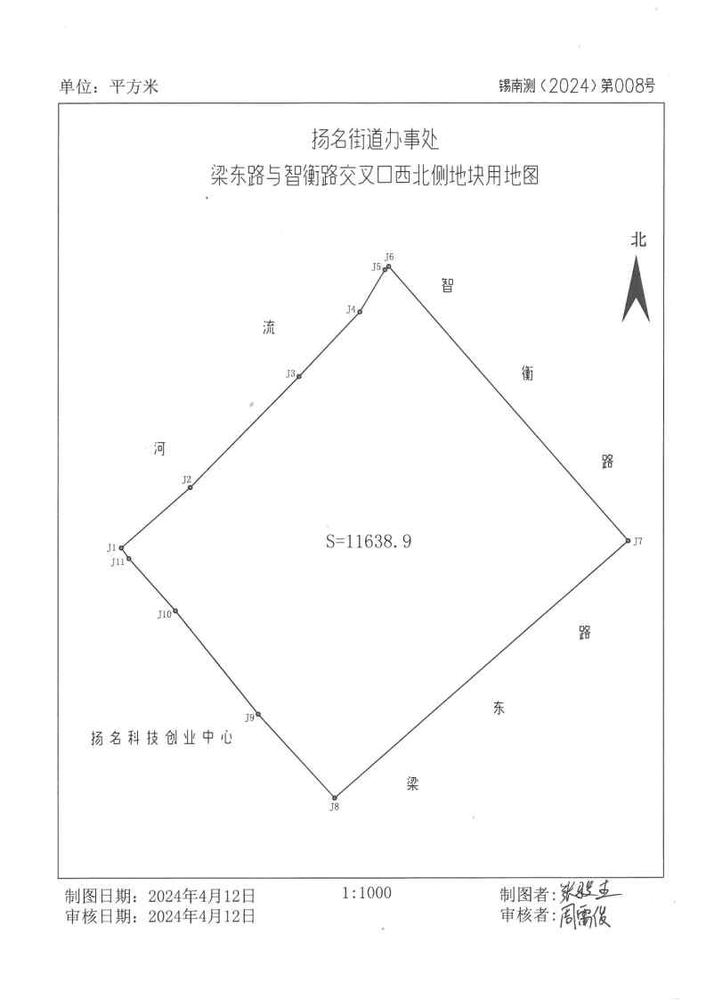 单位：平方米
锡南测（2024）第008号
扬名街道办事处
梁东路与智衡路交叉口西北侧地块用地图
北
J6
J5
智
J4
流
J3
衡
河
路
J2
S=11638.9
J1
J7
J11
J10
路
东
J9
扬名科技创业中心
梁
J8
制图日期：2024年4月12日
1:1000
制图者:
审核日期：2024年4月12日
审核者: